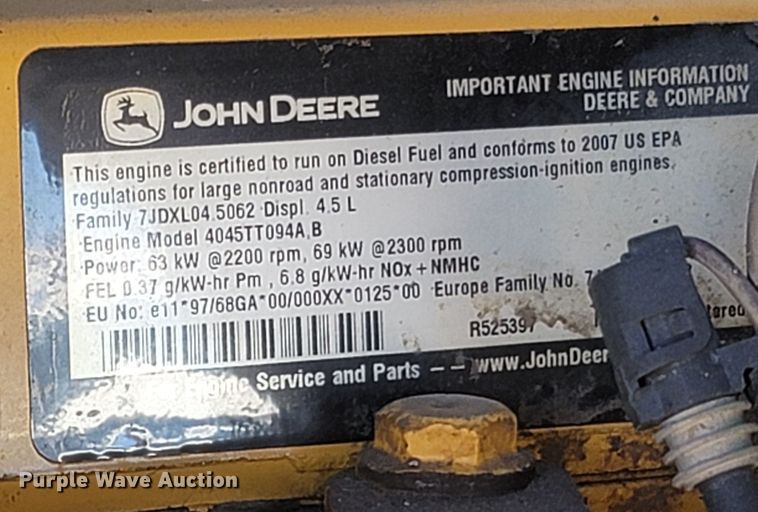 JOHN DEERE
IMPORTANT ENGINE INFORMATION
DEERE & COMPANY
This engine is certified to run on Diesel Fuel and conforms to 2007 US EPA
regulations for large nonroad and stationary compression-ignition engines.
Family 7JDXL04.5062 Displ. 4.5 L
Engine Model 4045TT094A,B
Power: 63 kW @2200 rpm, 69 kW @2300 rpm
FEL 0.37 g/kW-hr Pm , 6.8 g/kW-hr NOx + NMHC
EU No: e11*97/68GA*00/000XX*0125*00 Europe Family No.
R525397
Service and Parts -- www.JohnDeer
Purple Wave Auction